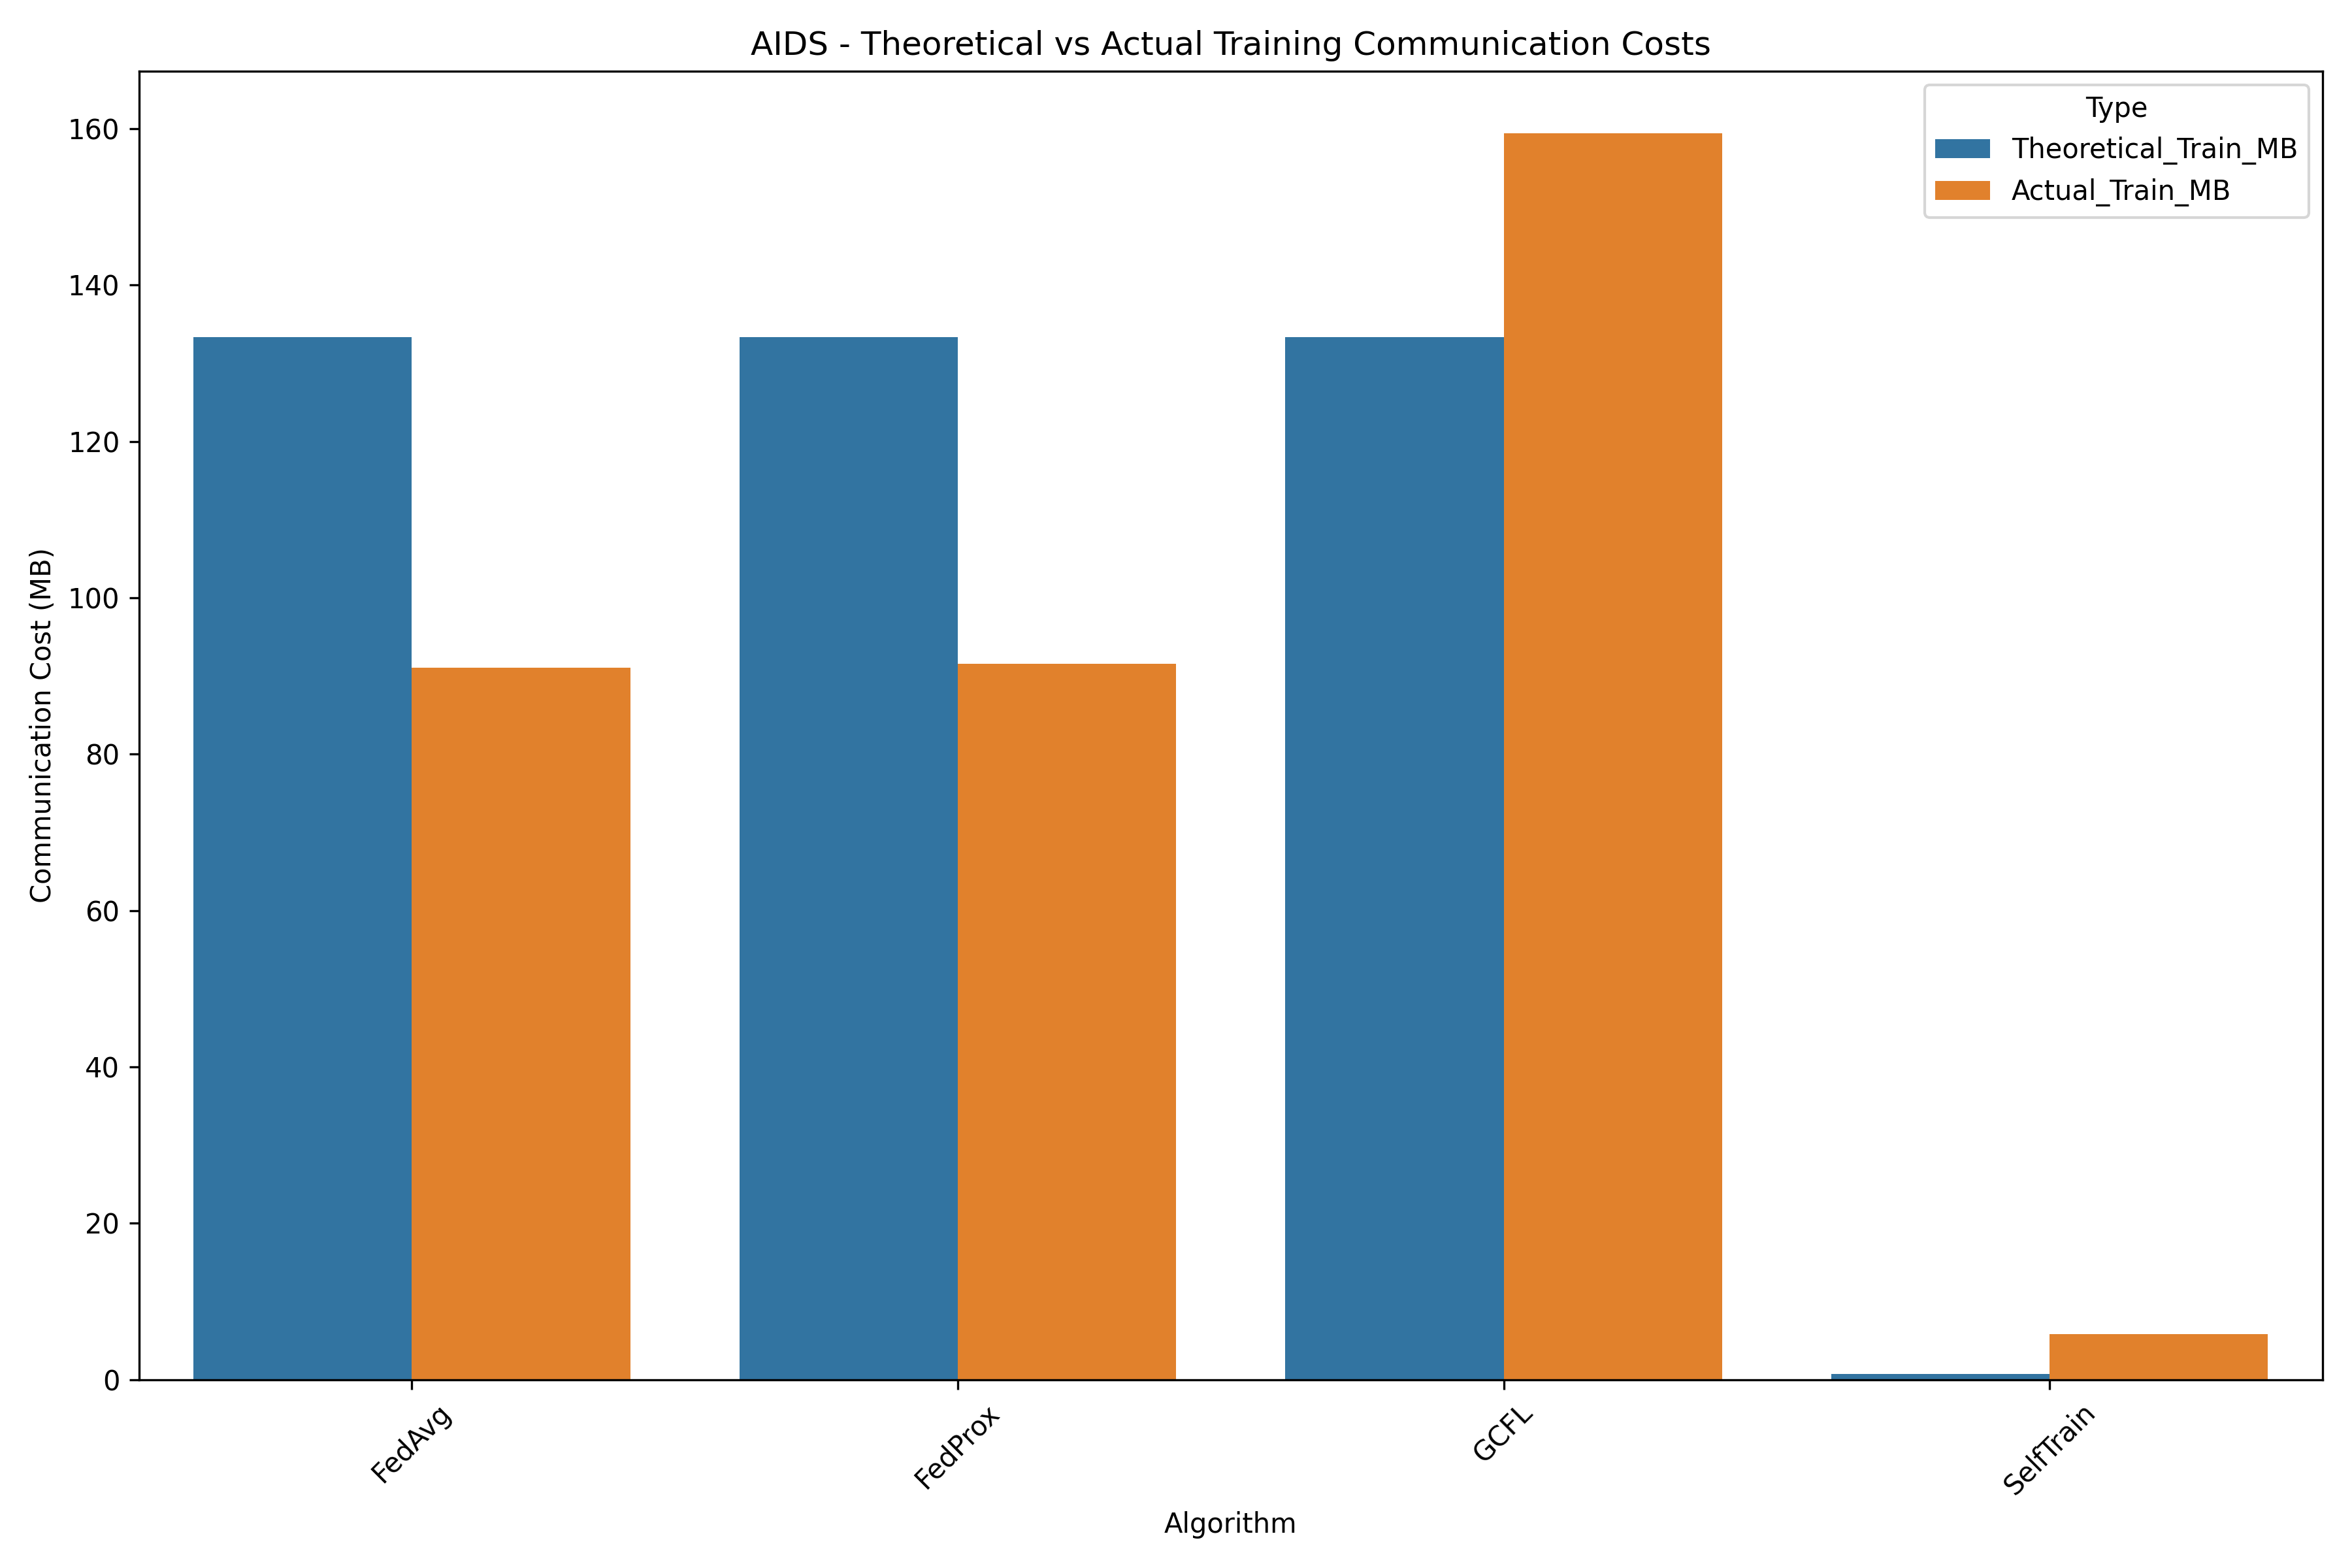 AIDS - Theoretical vs Actual Training Communication Costs
Type
Theoretical_Train_MB
Actual_Train_MB
Communication Cost (MB)
160
140
120
100
80
60
40
20
0
FedAvg
FedProx
GCFL
SelfTrain
Algorithm